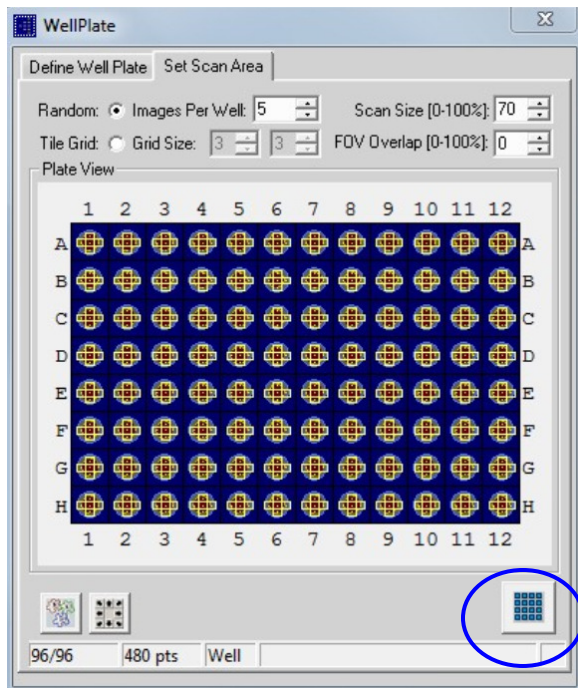 WellPlate
Define Well Plate Set Scan Area
Random: Images Per Well: 5 Scan Size [0-100%]: 70
Tile Grid: Grid Size: 3 3 FOV Overlap [0-100%]: 0
Plate View
1 2 3 4 5 6 7 8 9 10 11 12
A A
B B
C C
D D
E E
F F
G G
H H
1 2 3 4 5 6 7 8 9 10 11 12
96/96 480 pts Well